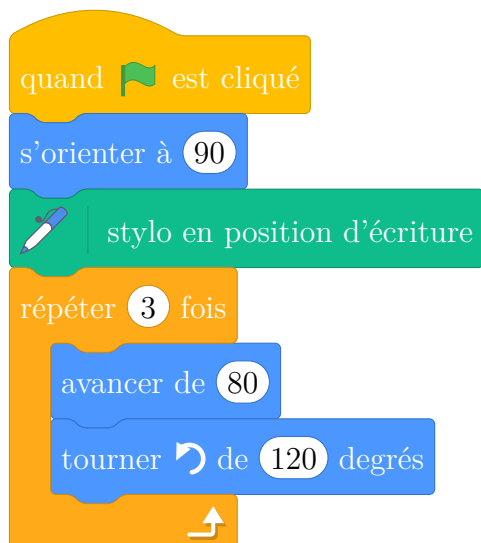 quand est cliqué
s'orienter à 90
stylo en position d'écriture
répéter 3 fois
avancer de 80
tourner de 120 degrés